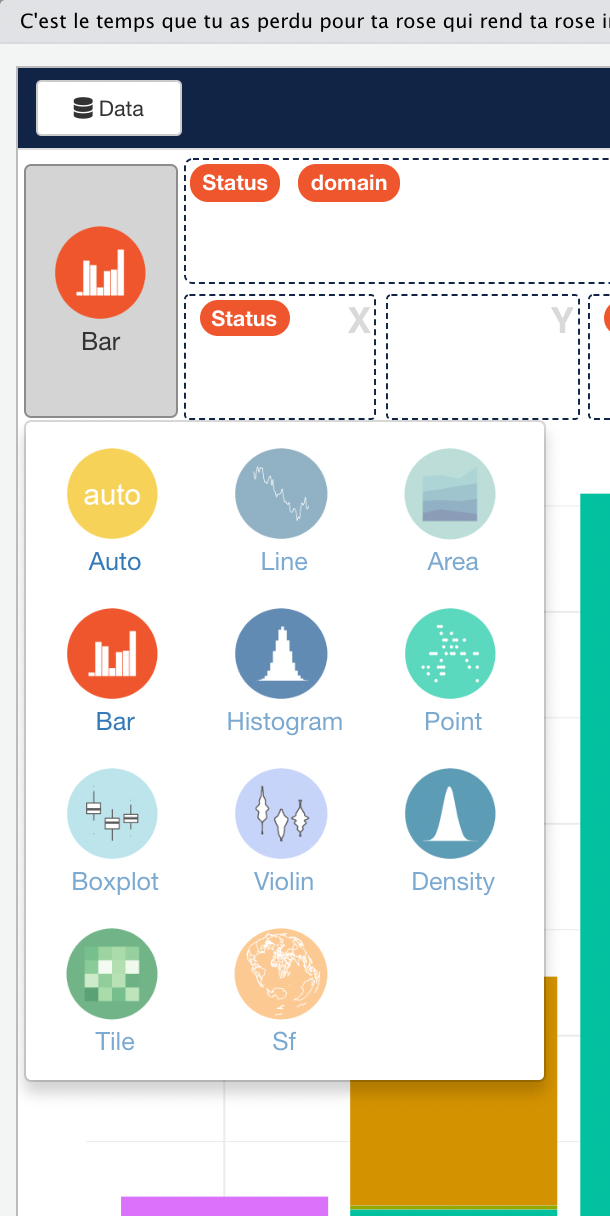 C'est le temps que tu as perdu pour ta rose qui rend ta rose
Data
Status domain
Bar
Status X Y
auto
Auto Line Area
Bar Histogram Point
Boxplot Violin Density
Tile Sf